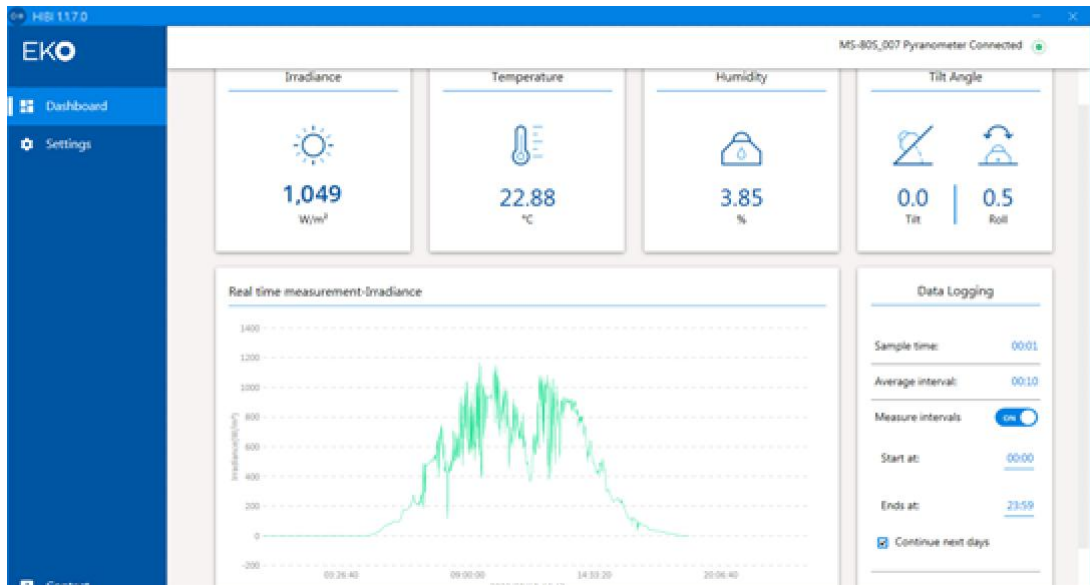 HIBI 1.17.0
EKO
MS-80S_007 Pyranometer Connected
Dashboard
Settings
Irradiance
1,049
W/m²
Temperature
22.88
°C
Humidity
3.85
%
Tilt Angle
0.0
Tilt
0.5
Roll
Real time measurement-Irradiance
1400
1200
1000
800
600
400
200
0
-200
Irradiance(W/m²)
03:26:40
09:00:00
14:33:20
20:06:40
Data Logging
Sample time: 00:01
Average interval: 00:10
Measure intervals ON
Start at: 00:00
Ends at: 23:59
Continue next days
Contact